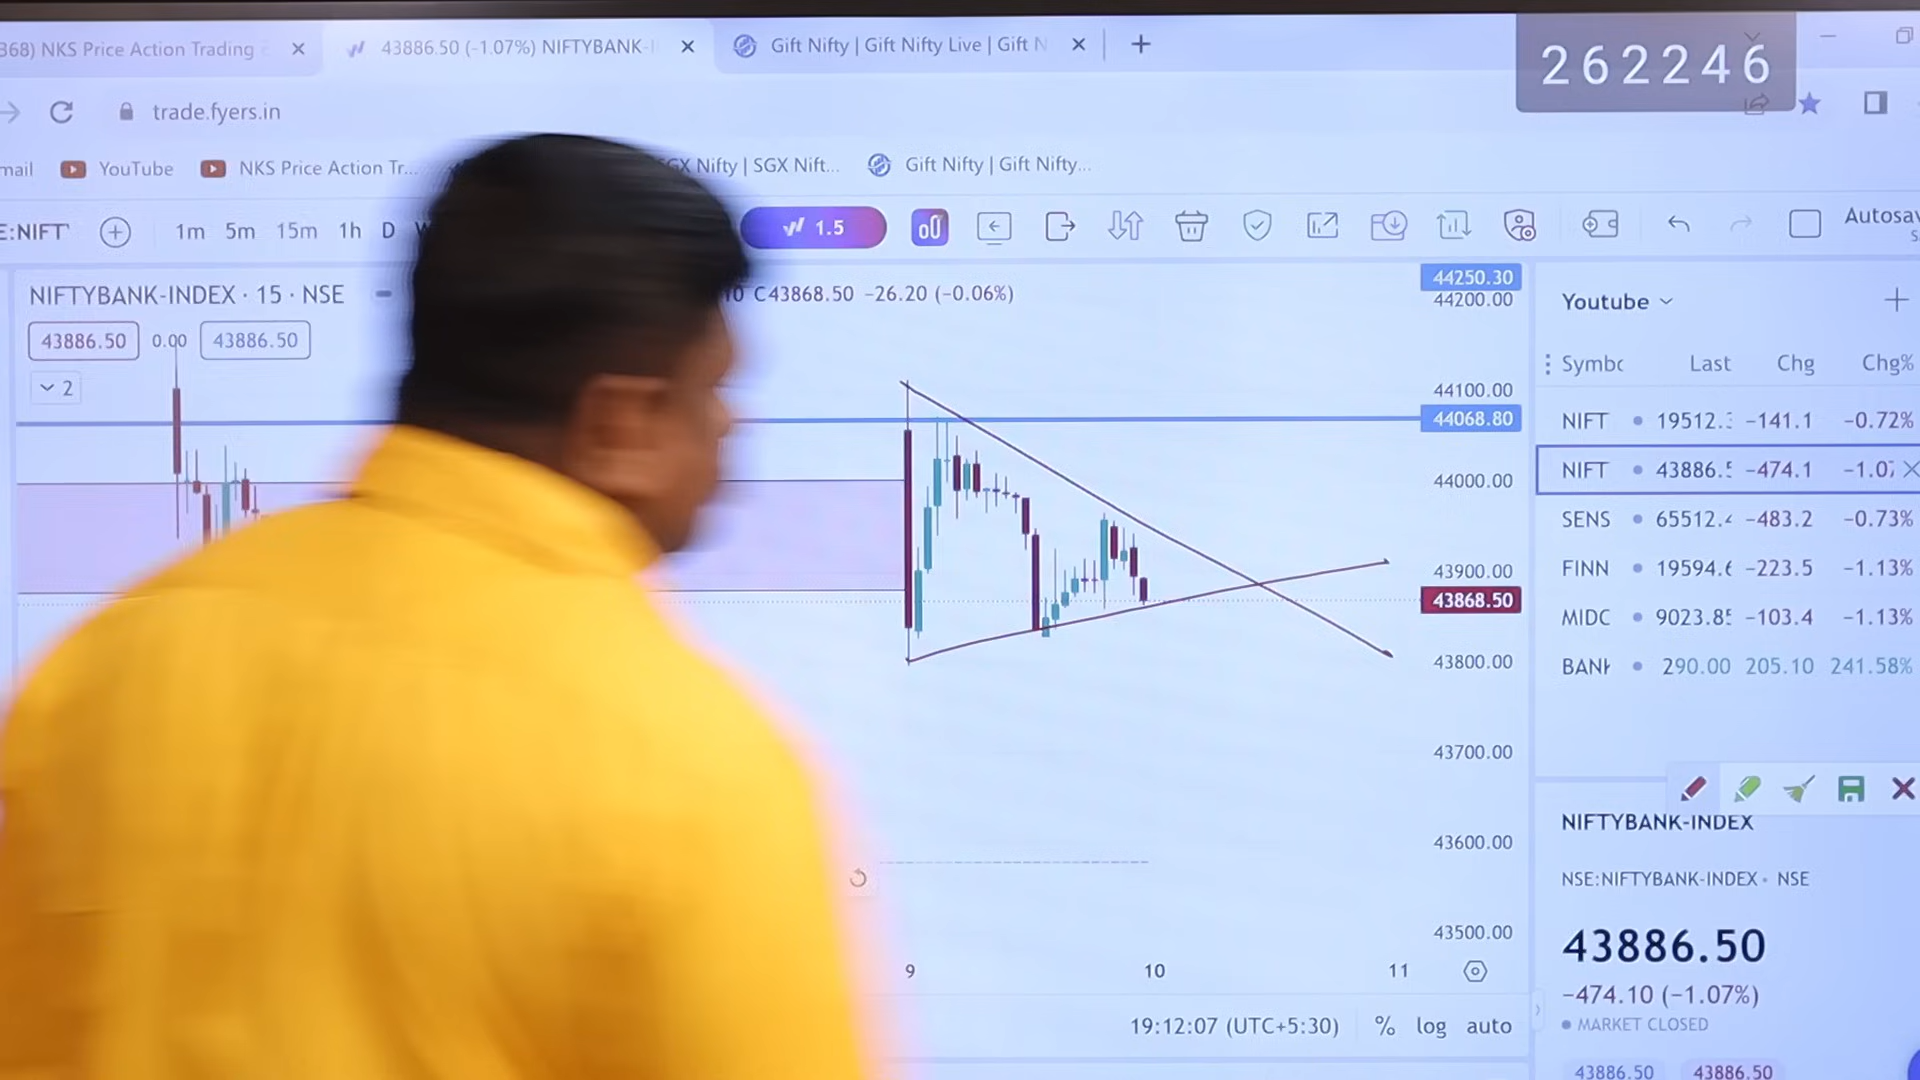 368) NKS Price Action Trading
43886.50 (-1.07%) NIFTYBANK-I
Gift Nifty | Gift Nifty Live | Gift N
262246
trade.fyers.in
mail
YouTube
NKS Price Action Tr...
SGX Nifty | SGX Nift...
Gift Nifty | Gift Nifty...
E:NIFT
1m 5m 15m 1h D W
1.5
Autosav
NIFTYBANK-INDEX · 15 · NSE
C43868.50 -26.20 (-0.06%)
43886.50 0.00 43886.50
2
44250.30
44200.00
44100.00
44068.80
44000.00
43900.00
43868.50
43800.00
43700.00
43600.00
43500.00
9 10 11
19:12:07 (UTC+5:30) % log auto
Youtube
Symbo Last Chg Chg%
NIFT 19512.3 -141.1 -0.72%
NIFT 43886.5 -474.1 -1.07
SENS 65512.4 -483.2 -0.73%
FINN 19594.6 -223.5 -1.13%
MIDC 9023.85 -103.4 -1.13%
BANK 290.00 205.10 241.58%
NIFTYBANK-INDEX
NSE:NIFTYBANK-INDEX · NSE
43886.50
-474.10 (-1.07%)
MARKET CLOSED
43886.50 43886.50